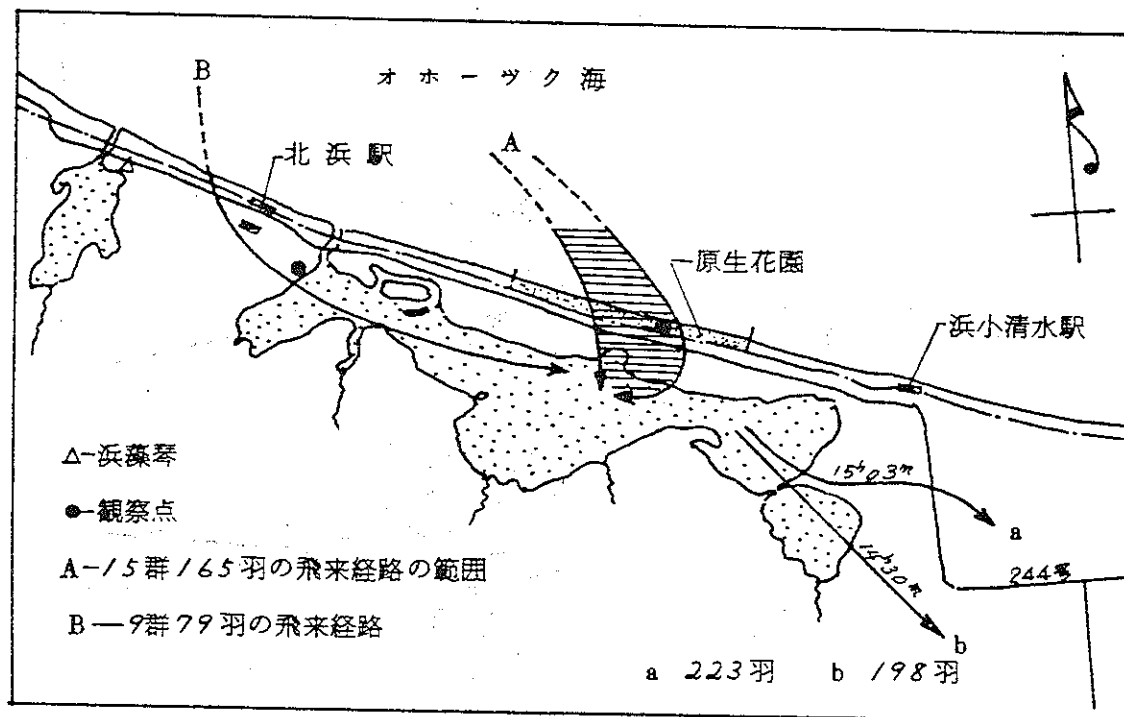 B
オホーツク海
A
北浜駅
原生花園
浜小清水駅
△-浜藻琴
●-観察点
A-15群165羽の飛来経路の範囲
B—9群79羽の飛来経路
15h03m
a
14h30m
b
244号
a 223羽 b 198羽